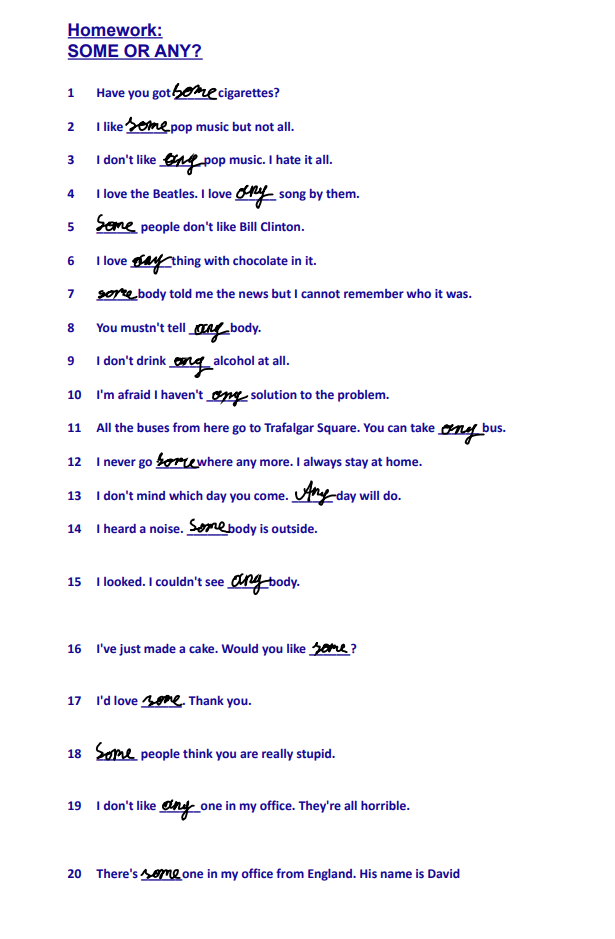 Homework:
SOME OR ANY?
1 Have you got some cigarettes?
2 I like some pop music but not all.
3 I don't like any pop music. I hate it all.
4 I love the Beatles. I love any song by them.
5 Some people don't like Bill Clinton.
6 I love any thing with chocolate in it.
7 some body told me the news but I cannot remember who it was.
8 You mustn't tell any body.
9 I don't drink any alcohol at all.
10 I'm afraid I haven't any solution to the problem.
11 All the buses from here go to Trafalgar Square. You can take any bus.
12 I never go some where any more. I always stay at home.
13 I don't mind which day you come. Any day will do.
14 I heard a noise. Some body is outside.
15 I looked. I couldn't see any body.
16 I've just made a cake. Would you like some ?
17 I'd love some. Thank you.
18 Some people think you are really stupid.
19 I don't like any one in my office. They're all horrible.
20 There's some one in my office from England. His name is David